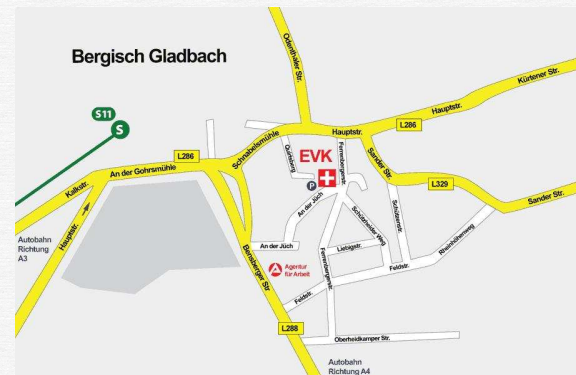 Bergisch Gladbach
Odenthaler Str.
Kürtener Str.
Hauptstr.
L286
S11
S
Hauptstr.
Schnabelsmühle
Quirlsberg
EVK
Ferrenbergstr.
Sander Str.
L286
An der Gohrsmühle
P
L329
Kalkstr.
An der Jüch
Sander Str.
Schützheider Weg
Schützenstr.
Hauptstr.
Autobahn
Richtung
A3
Bensberger Str
An der Jüch
Liebigstr.
Rheinhöhenweg
Agentur
für Arbeit
Ferrenbergstr.
Feldstr.
Feldstr.
L288
Oberheidkamper Str.
Autobahn
Richtung A4